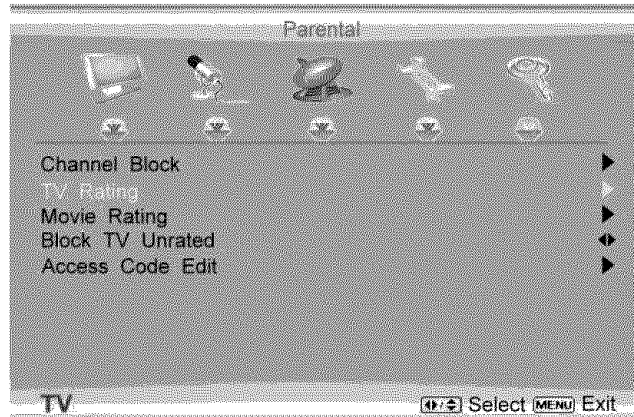 Parental
Channel Block
TV Rating
Movie Rating
Block TV Unrated
Access Code Edit
TV Select MENU Exit